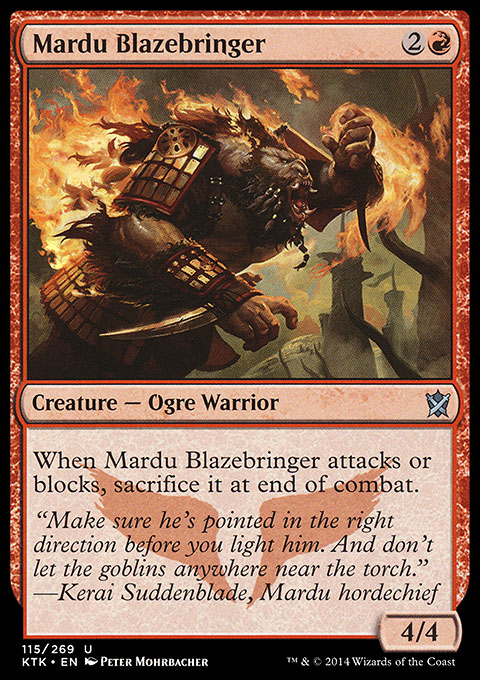 Mardu Blazebringer 2
Creature — Ogre Warrior
When Mardu Blazebringer attacks or
blocks, sacrifice it at end of combat.
“Make sure he’s pointed in the right
direction before you light him. And don’t
let the goblins anywhere near the torch.”
—Kerai Suddenblade, Mardu hordechief
4/4
115/269 U
KTK • EN Peter Mohrbacher
™ & © 2014 Wizards of the Coast